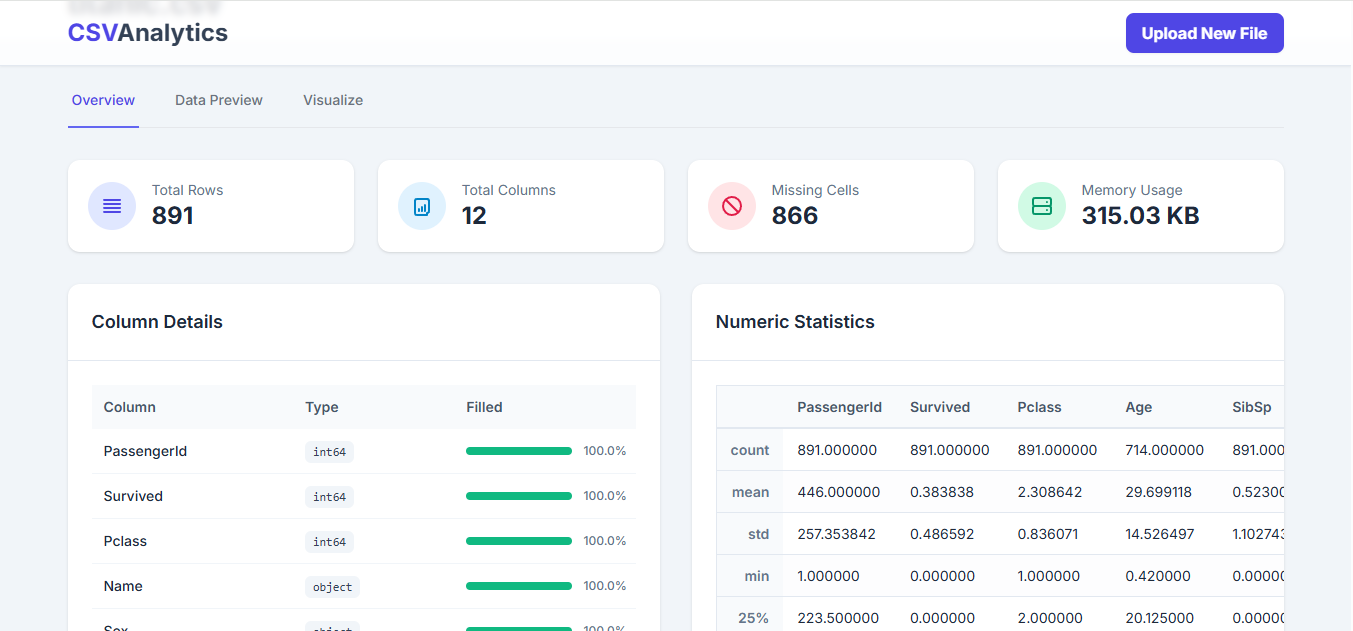 CSVAnalytics
Upload New File
Overview Data Preview Visualize
Total Rows
891
Total Columns
12
Missing Cells
866
Memory Usage
315.03 KB
Column Details
Column Type Filled
PassengerId int64 100.0%
Survived int64 100.0%
Pclass int64 100.0%
Name object 100.0%
Sex object 100.0%
Numeric Statistics
PassengerId Survived Pclass Age SibSp
count 891.000000 891.000000 891.000000 714.000000 891.000
mean 446.000000 0.383838 2.308642 29.699118 0.52300
std 257.353842 0.486592 0.836071 14.526497 1.102743
min 1.000000 0.000000 1.000000 0.420000 0.00000
25% 223.500000 0.000000 2.000000 20.125000 0.00000